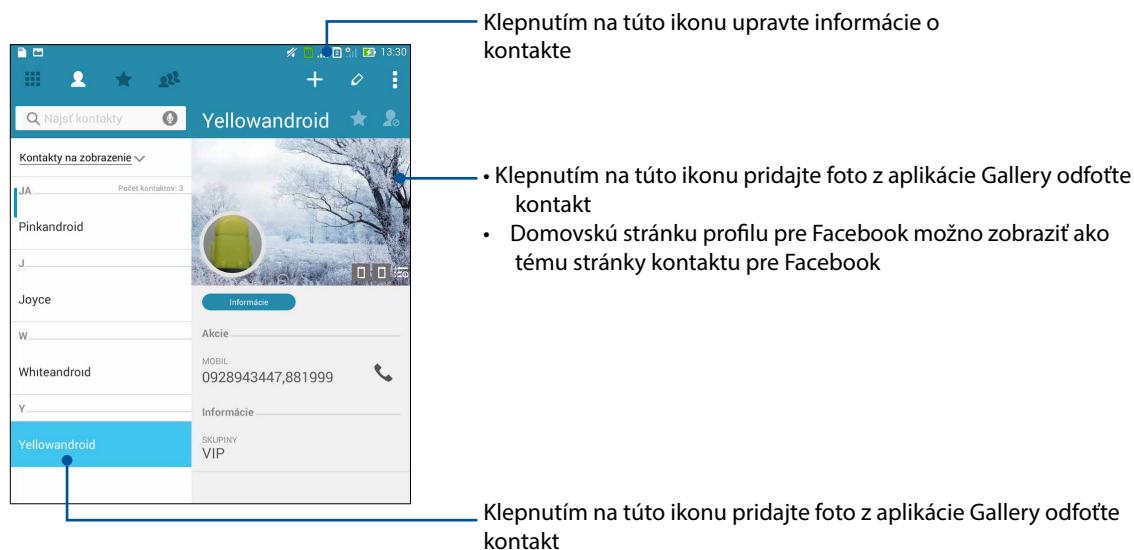 Klepnutím na túto ikonu upravte informácie o
kontakte
13:30
Nájsť kontakty
Yellowandroid
Kontakty na zobrazenie
JA
Počet kontaktov: 3
Pinkandroid
J
Joyce
W
Whiteandroid
Y
Yellowandroid
Informácie
Akcie
MOBIL
0928943447,881999
Informácie
SKUPINY
VIP
• Klepnutím na túto ikonu pridajte foto z aplikácie Gallery odfoťte
kontakt
• Domovskú stránku profilu pre Facebook možno zobraziť ako
tému stránky kontaktu pre Facebook
Klepnutím na túto ikonu pridajte foto z aplikácie Gallery odfoťte
kontakt